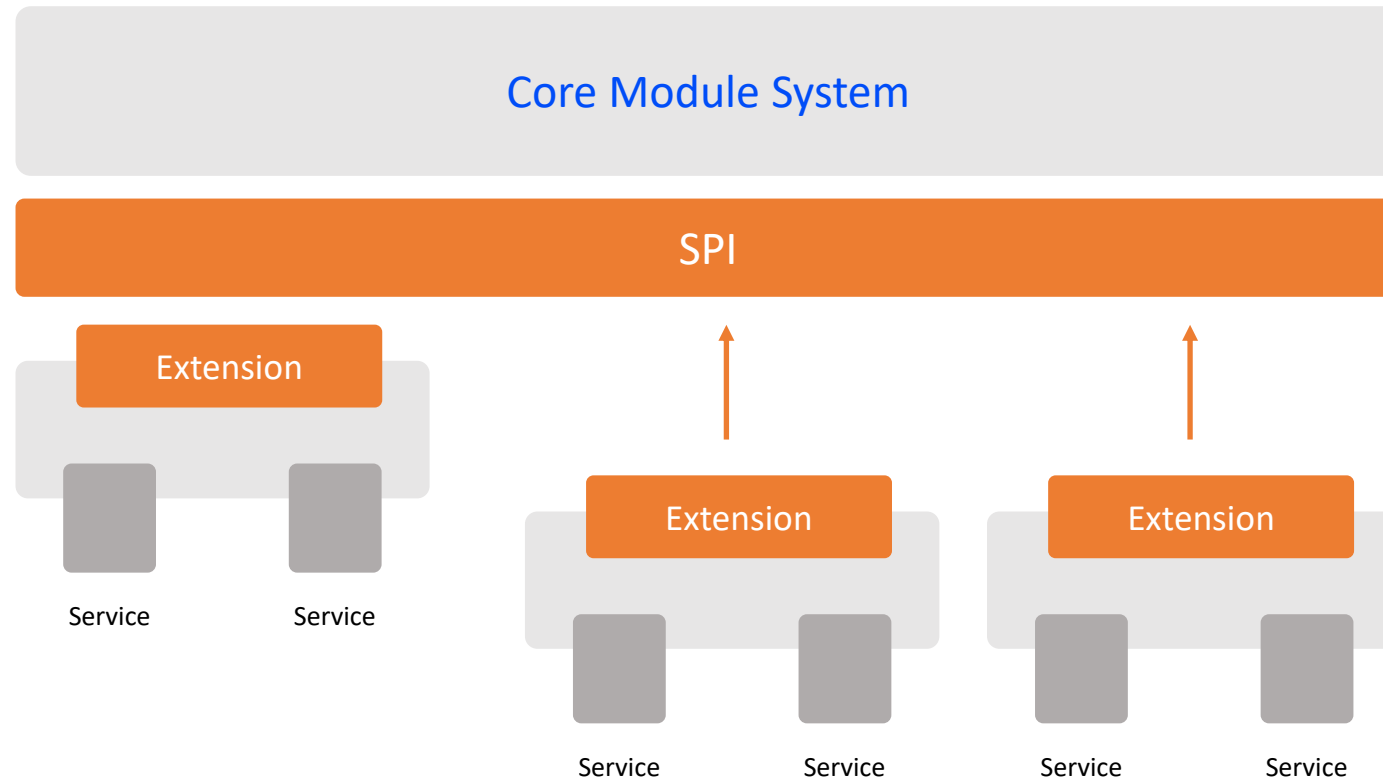 Core Module System
SPI
Extension
Extension
Extension
Service
Service
Service
Service
Service
Service